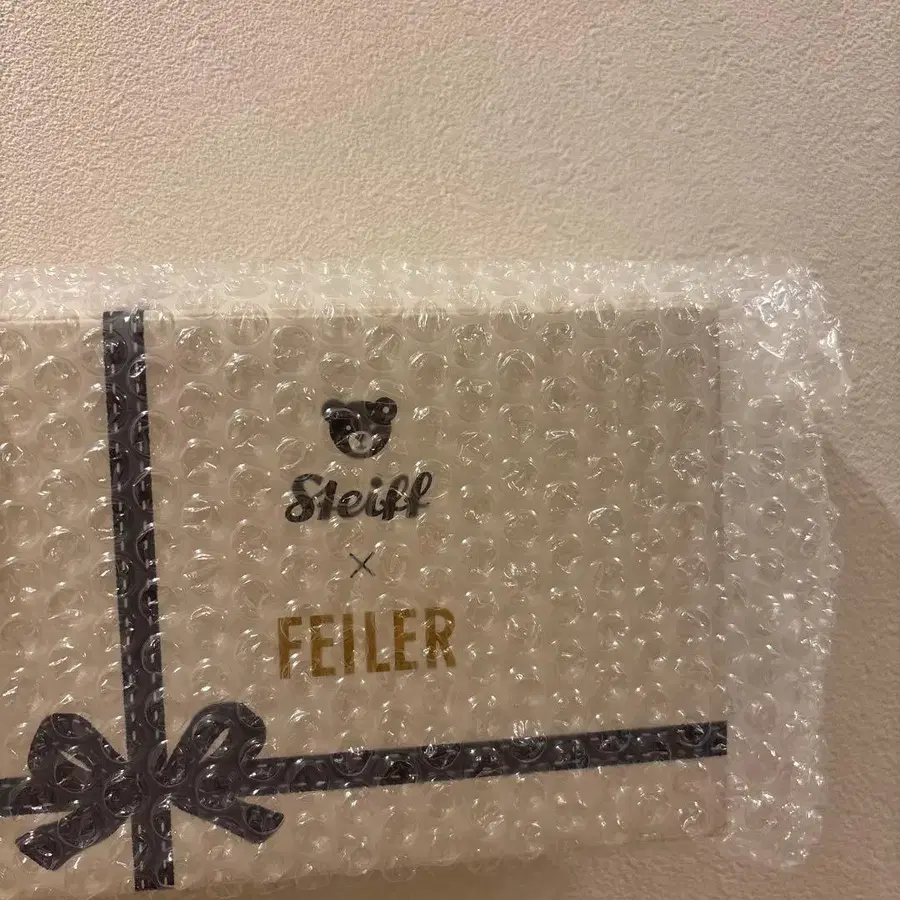 Steiff
×
FEILER